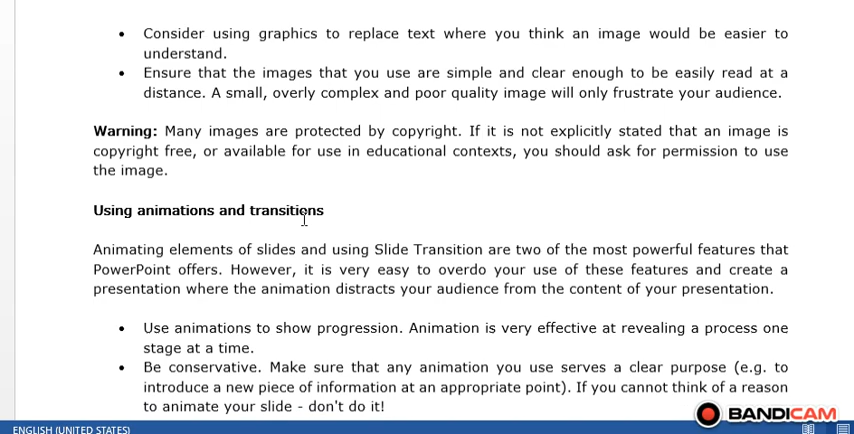 • Consider using graphics to replace text where you think an image would be easier to
understand.
• Ensure that the images that you use are simple and clear enough to be easily read at a
distance. A small, overly complex and poor quality image will only frustrate your audience.
Warning: Many images are protected by copyright. If it is not explicitly stated that an image is
copyright free, or available for use in educational contexts, you should ask for permission to use
the image.
Using animations and transitions
Animating elements of slides and using Slide Transition are two of the most powerful features that
PowerPoint offers. However, it is very easy to overdo your use of these features and create a
presentation where the animation distracts your audience from the content of your presentation.
• Use animations to show progression. Animation is very effective at revealing a process one
stage at a time.
• Be conservative. Make sure that any animation you use serves a clear purpose (e.g. to
introduce a new piece of information at an appropriate point). If you cannot think of a reason
to animate your slide - don't do it!
BANDICAM
ENGLISH (UNITED STATES)